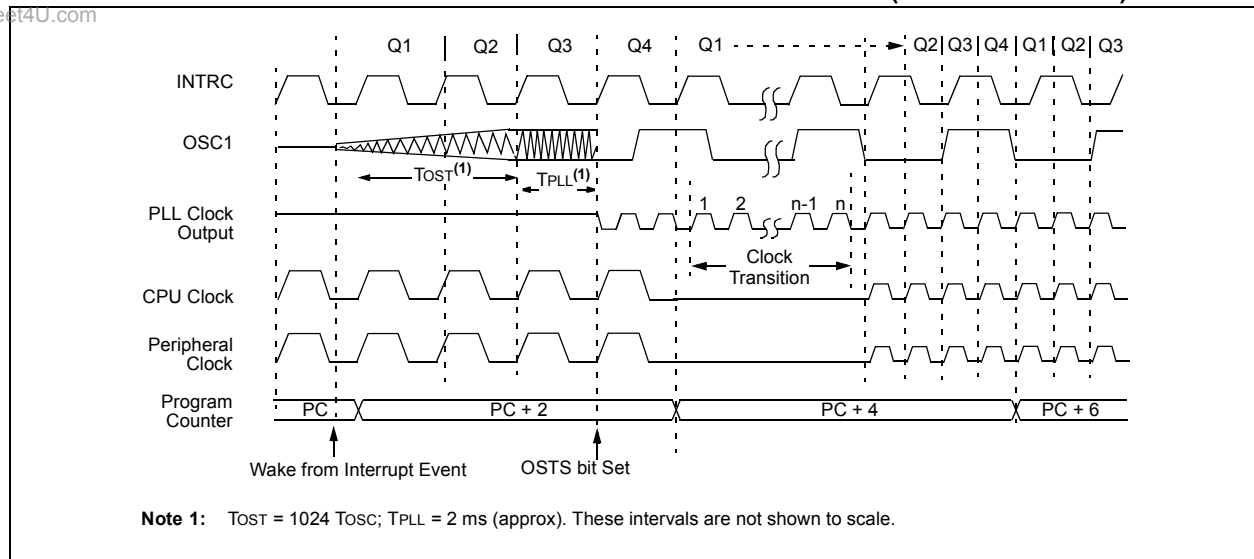 eet4U.com
Q1 Q2 Q3 Q4 Q1 Q2 Q3 Q4 Q1 Q2 Q3
INTRC
OSC1
TOST(1) TPLL(1)
PLL Clock Output
1 2 n-1 n
Clock Transition
CPU Clock
Peripheral Clock
Program Counter
PC PC + 2 PC + 4 PC + 6
Wake from Interrupt Event OSTS bit Set
Note 1: TOST = 1024 TOSC; TPLL = 2 ms (approx). These intervals are not shown to scale.